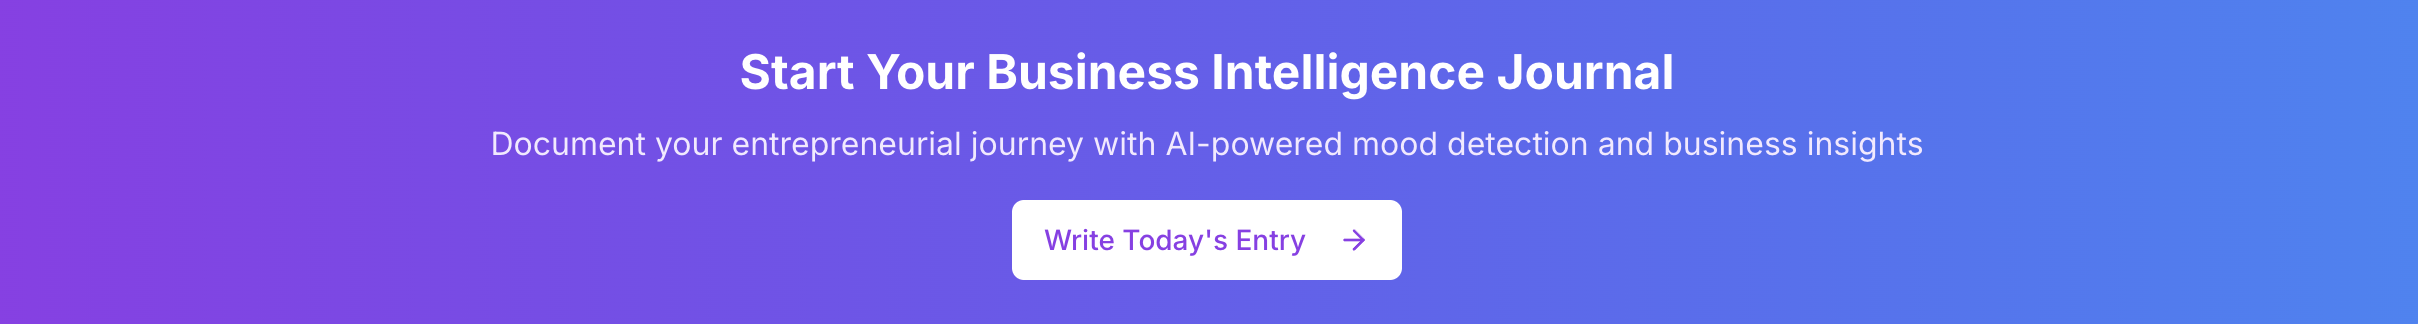 Start Your Business Intelligence Journal
Document your entrepreneurial journey with AI-powered mood detection and business insights
Write Today's Entry →